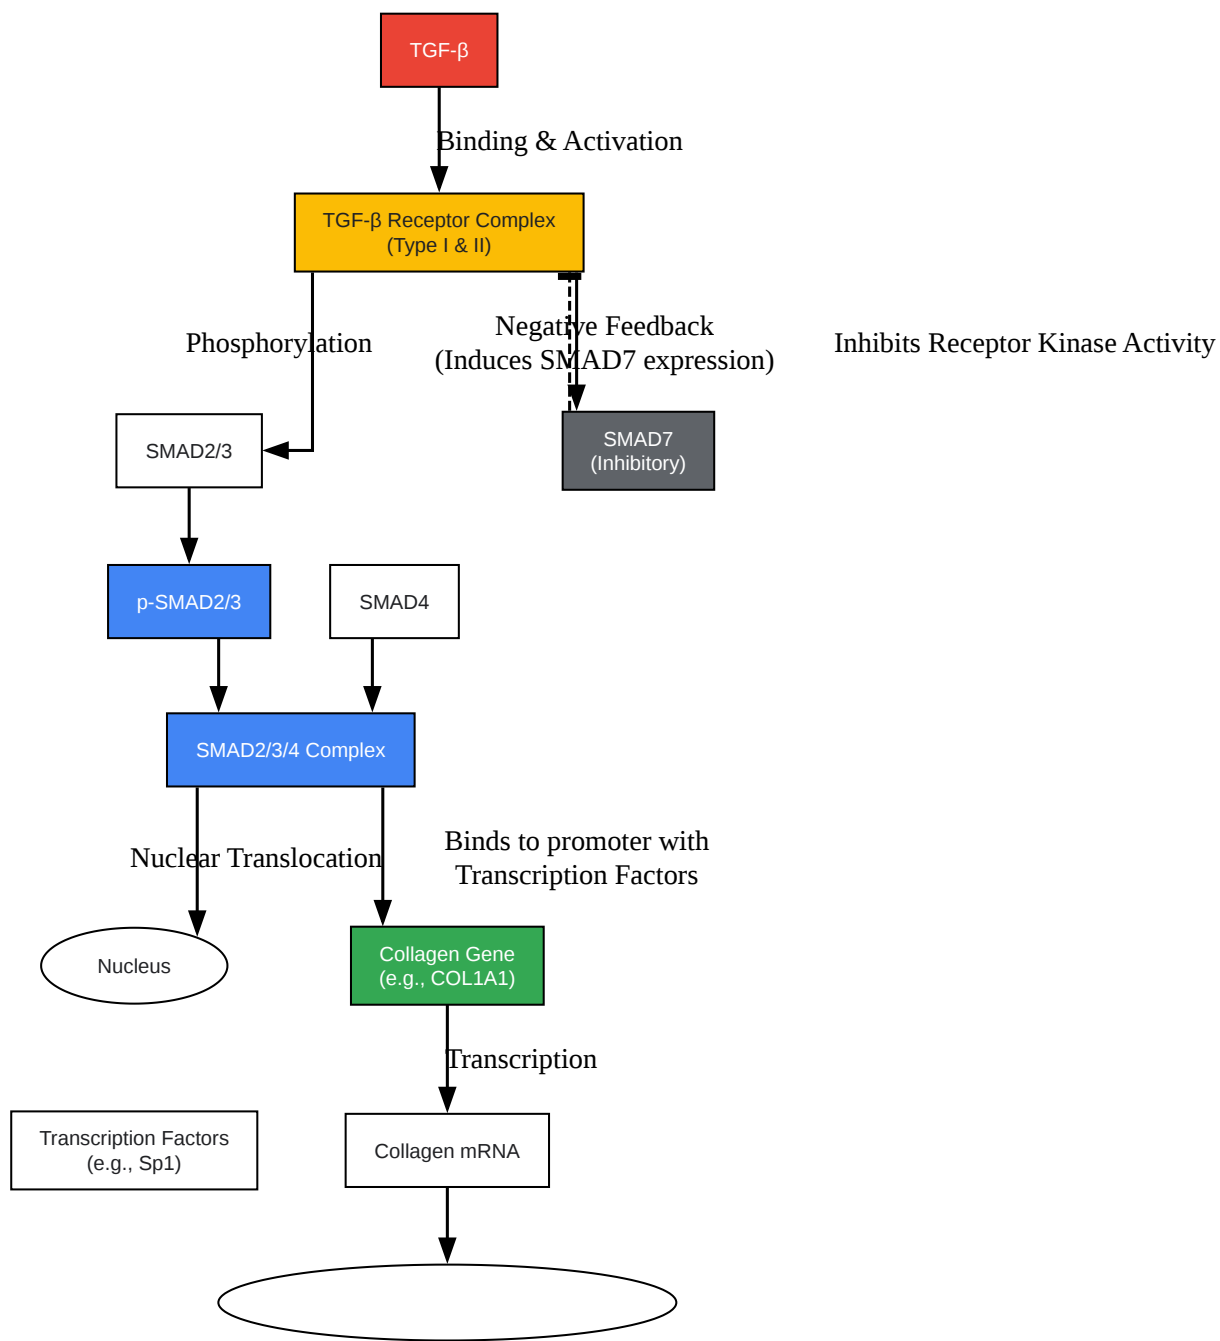 TGF-β
Binding & Activation
TGF-β Receptor Complex
(Type I & II)
Phosphorylation
Negative Feedback
(Induces SMAD7 expression)
Inhibits Receptor Kinase Activity
SMAD2/3
SMAD7
(Inhibitory)
p-SMAD2/3
SMAD4
SMAD2/3/4 Complex
Nuclear Translocation
Binds to promoter with
Transcription Factors
Nucleus
Collagen Gene
(e.g., COL1A1)
Transcription
Transcription Factors
(e.g., Sp1)
Collagen mRNA